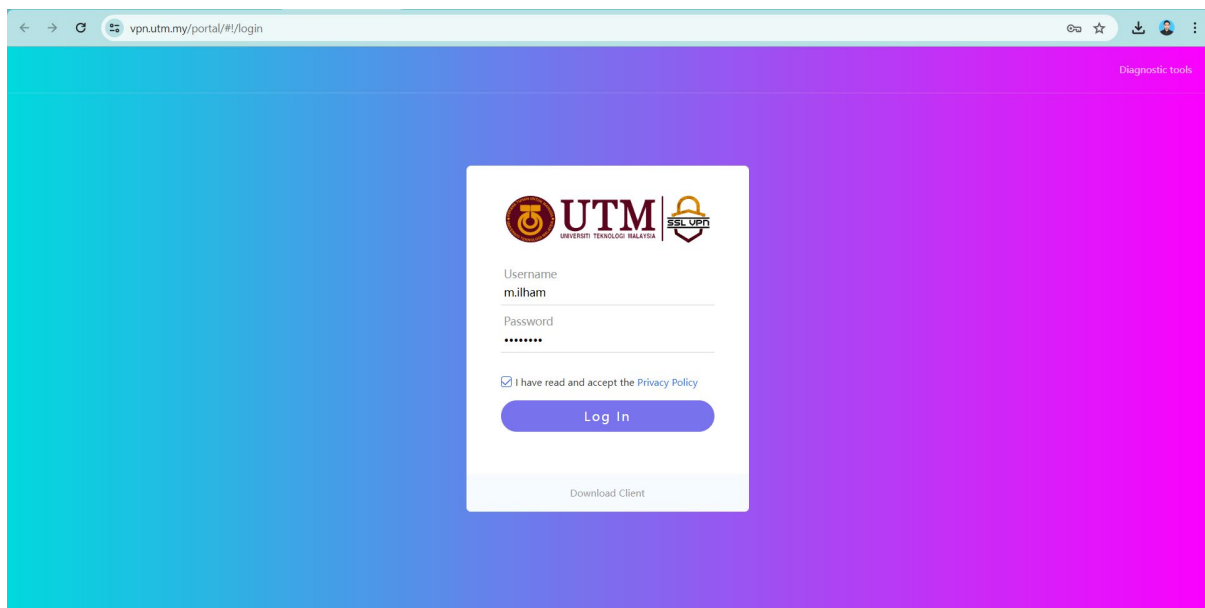 vpn.utm.my/portal/#!/login
Diagnostic tools
UTM
UNIVERSITI TEKNOLOGI MALAYSIA
SSL VPN
Username
m.ilham
Password
••••••••
I have read and accept the Privacy Policy
Log In
Download Client